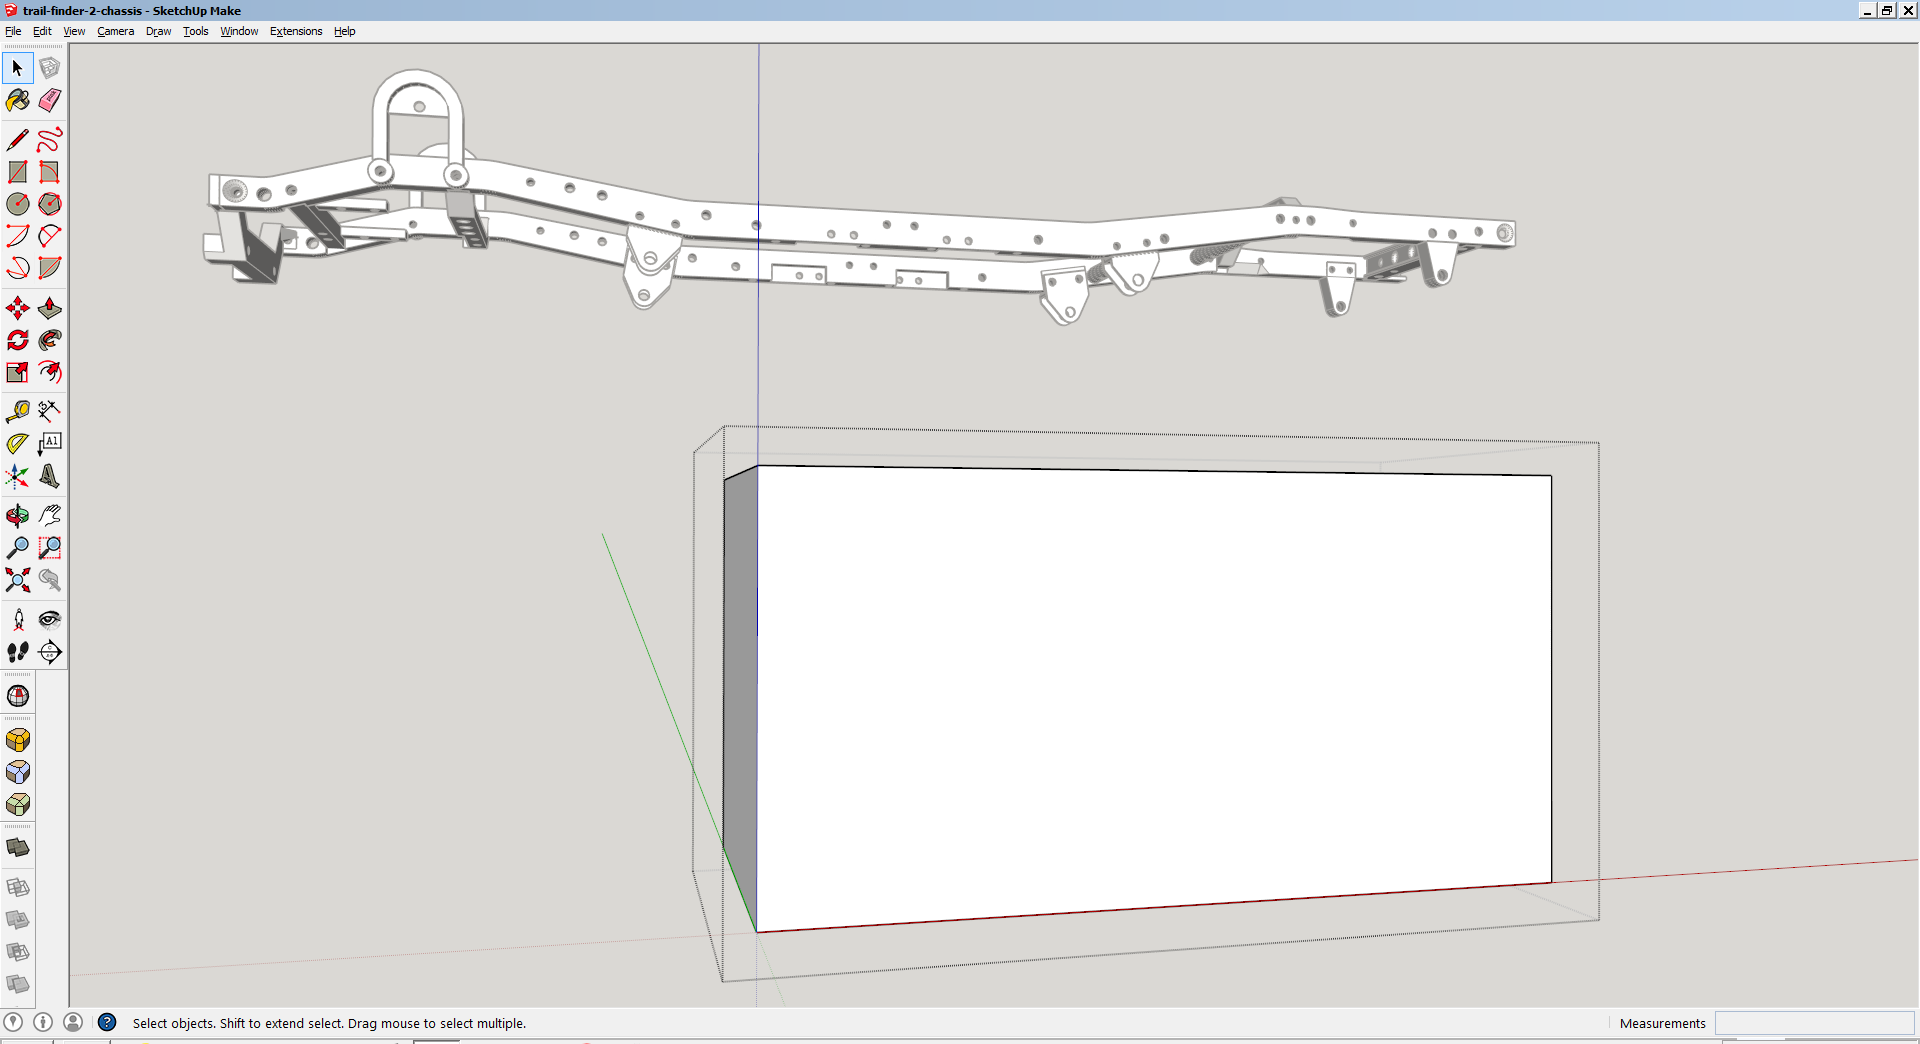 trail-finder-2-chassis - SketchUp Make
File Edit View Camera Draw Tools Window Extensions Help
A1
Select objects. Shift to extend select. Drag mouse to select multiple.
Measurements